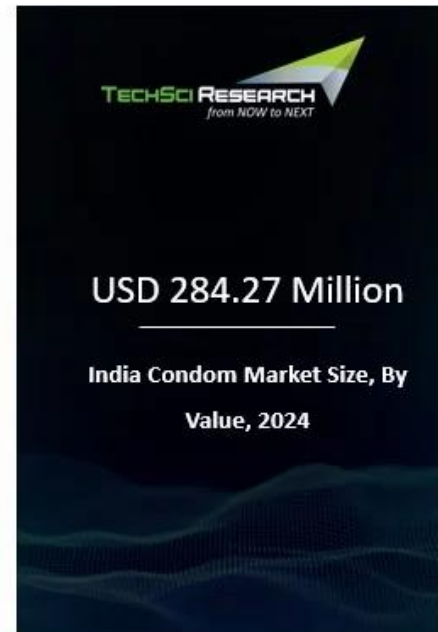 TECHSCI RESEARCH
from NOW to NEXT
USD 284.27 Million
India Condom Market Size, By
Value, 2024